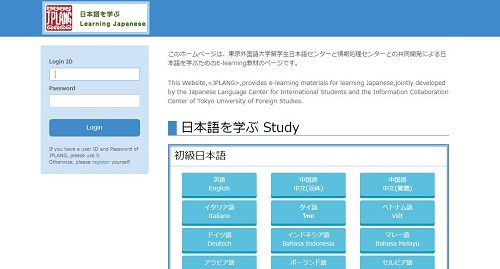 JPLANG
日本語を学ぶ
Learning Japanese
Login ID
Password
Login
If you have a user ID and Password of
JPLANG, please use it.
Otherwise, please register yourself.
このホームページは、東京外国語大学留学生日本語センターと情報処理センターとの共同開発による日
本語を学ぶためのE-learning教材のページです。
This Website,<JPLANG>,provides e-learning materials for learning Japanese,jointly developed
by the Japanese Language Center for International Students and the Information Collaboration
Center of Tokyo University of Foreign Studies.
日本語を学ぶ Study
初級日本語
英語
English
中国語
中文(简体)
中国語
中文(繁體)
イタリア語
Italiano
タイ語
ไทย
ベトナム語
Việt
ドイツ語
Deutsch
インドネシア語
Bahasa Indonesia
マレー語
Bahasa Melayu
アラビア語
ポーランド語
セルビア語